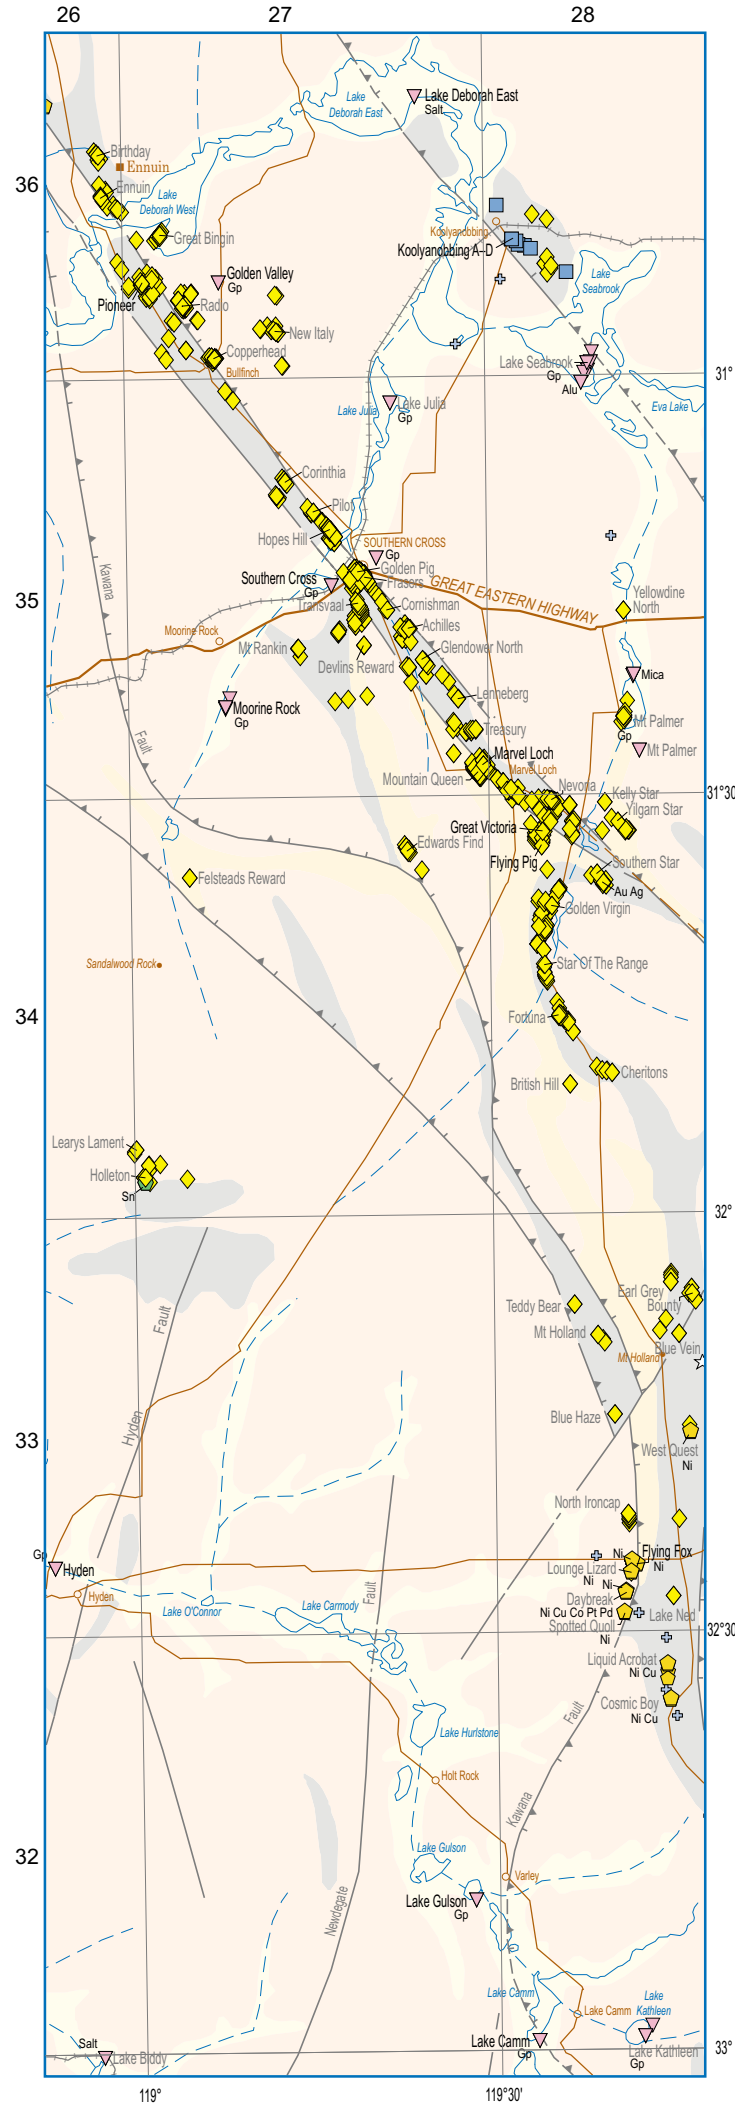 26 27 28
Lake
Deborah East
Lake Deborah East
Salt
Birthday
Ennuin
36
Ennuin
Lake
Deborah West
Great Bingin
Koolyanobbing
Koolyanobbing A–D
Golden Valley
Gp
Lake
Seabrook
Pioneer
Radio
New Italy
Copperhead
Bullfinch
Lake Seabrook
Gp
Alu
31°
Lake Julia
Lake Julia
Gp
Eva Lake
Corinthia
Pilot
Hopes Hill
SOUTHERN CROSS
Gp
Kawana
Golden Pig
Southern Cross
Gp
Frasers
GREAT EASTERN HIGHWAY
35
Transvaal
Cornishman
Yellowdine
North
Moorine Rock
Achilles
Mt Rankin
Glendower North
Devlins Reward
Mica
Lenneberg
Moorine Rock
Gp
Mt Palmer
Gp
Treasury
Fault
Marvel Loch
Mt Palmer
Marvel Loch
Mountain Queen
Nevoria
31°30'
Kelly Star
Yilgarn Star
Great Victoria
Edwards Find
Flying Pig
Southern Star
Felsteads Reward
Au Ag
Golden Virgin
Sandalwood Rock
Star Of The Range
34
Fortuna
Cheritons
British Hill
Learys Lament
Holleton
Sn
32°
Earl Grey
Bounty
Teddy Bear
Fault
Mt Holland
Blue Vein
Mt Holland
Blue Haze
Hyden
33
West Quest
Ni
North Ironcap
Gp
Ni
Flying Fox
Hyden
Lounge Lizard
Ni
Ni
Ni
Hyden
Fault
Daybreak
Lake O'Connor
Lake Carmody
Ni Cu Co Pt Pd
Lake Ned
Spotted Quoll
Ni
32°30'
Liquid Acrobat
Ni Cu
Cosmic Boy
Ni Cu
Fault
Lake Hurlstone
Holt Rock
Kawana
32
Lake Gulson
Varley
Newdegate
Lake Gulson
Gp
Lake Camm
Lake
Kathleen
Lake Camm
Lake Camm
Gp
Salt
Lake Biddy
Lake Kathleen
Gp
33°
119° 119°30'